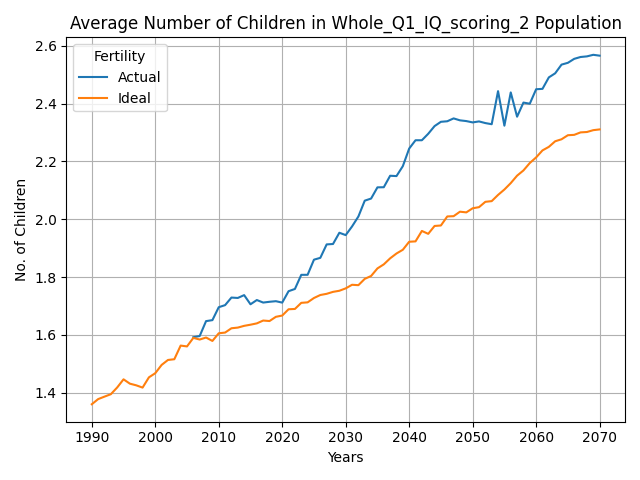 Average Number of Children in Whole_Q1_IQ_scoring_2 Population
Fertility
Actual
Ideal
No. of Children
2.6
2.4
2.2
2.0
1.8
1.6
1.4
1990 2000 2010 2020 2030 2040 2050 2060 2070
Years